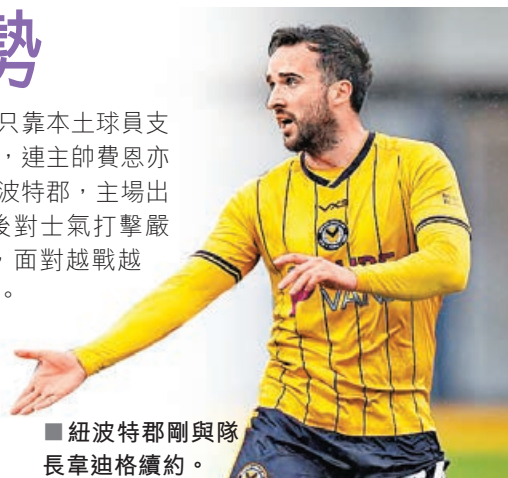 勢
只靠本土球員支
，連主帥費恩亦
波特郡，主場出
後對士氣打擊嚴
，面對越戰越
。
■紐波特郡剛與隊
長韋迪格續約。
VX3
VAN